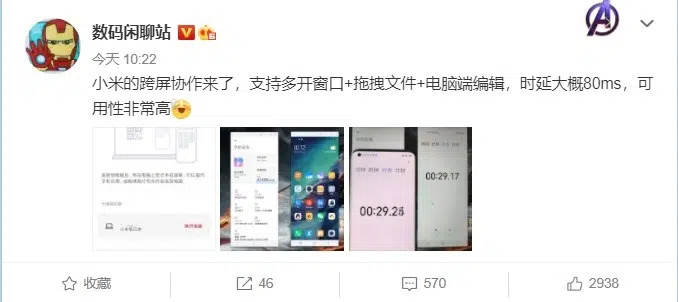 数码闲聊站
今天 10:22
小米的跨屏协作来了，支持多开窗口+拖拽文件+电脑端编辑，时延大概80ms，可
用性非常高
00:29.25
00:29.17
收藏
46
570
2938